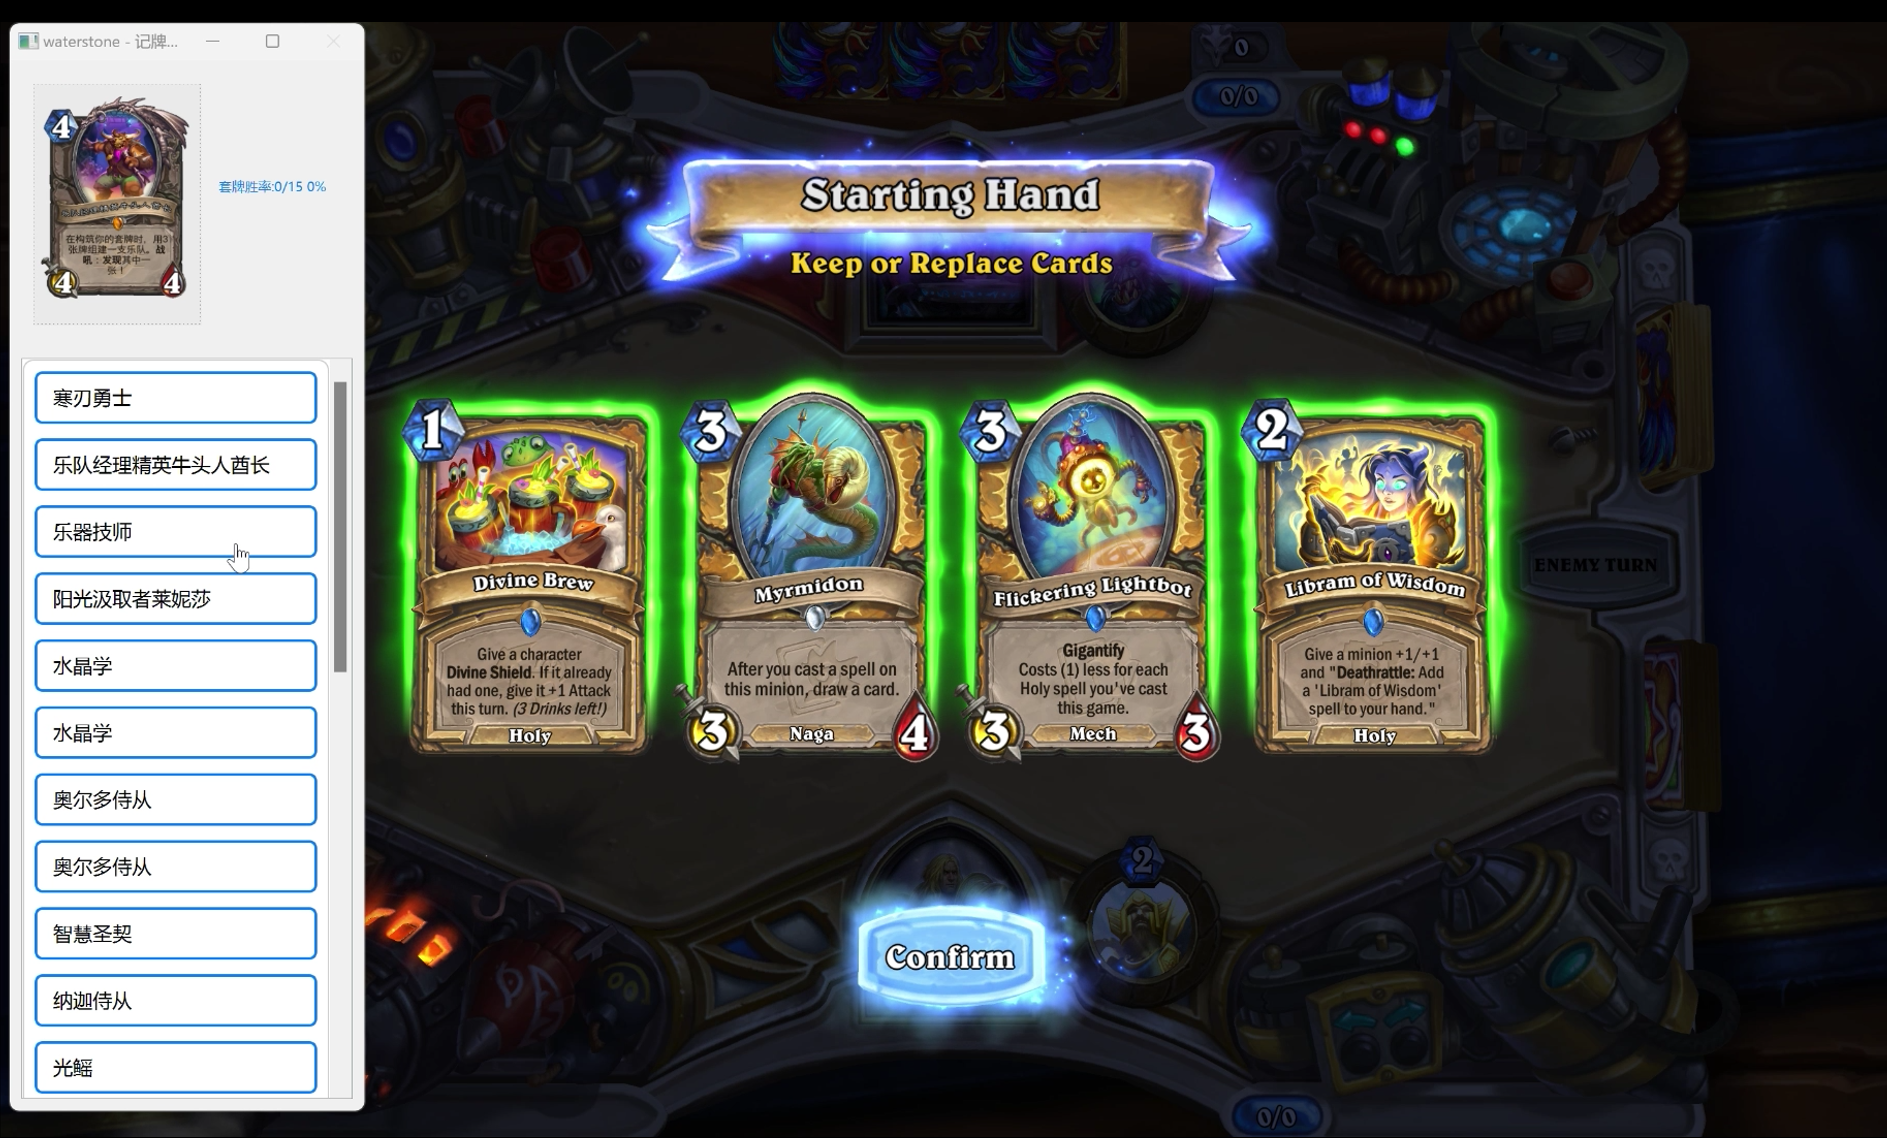 waterstone - 记牌...
4
在构筑你的套牌时，用3
张牌组建一支乐队。战
吼：发现其中一
张！
4
4
套牌胜率:0/15 0%
寒刃勇士
乐队经理精英牛头人酋长
乐器技师
阳光汲取者莱妮莎
水晶学
水晶学
奥尔多侍从
奥尔多侍从
智慧圣契
纳迦侍从
光鳐
0
0/0
Starting Hand
Keep or Replace Cards
1
Divine Brew
Give a character
Divine Shield. If it already
had one, give it +1 Attack
this turn. (3 Drinks left!)
Holy
3
Myrmidon
After you cast a spell on
this minion, draw a card.
3
Naga
4
3
Flickering Lightbot
Gigantify
Costs (1) less for each
Holy spell you've cast
this game.
3
Mech
3
2
Libram of Wisdom
Give a minion +1/+1
and "Deathrattle: Add
a 'Libram of Wisdom'
spell to your hand."
Holy
ENEMY TURN
2
Confirm
0/0